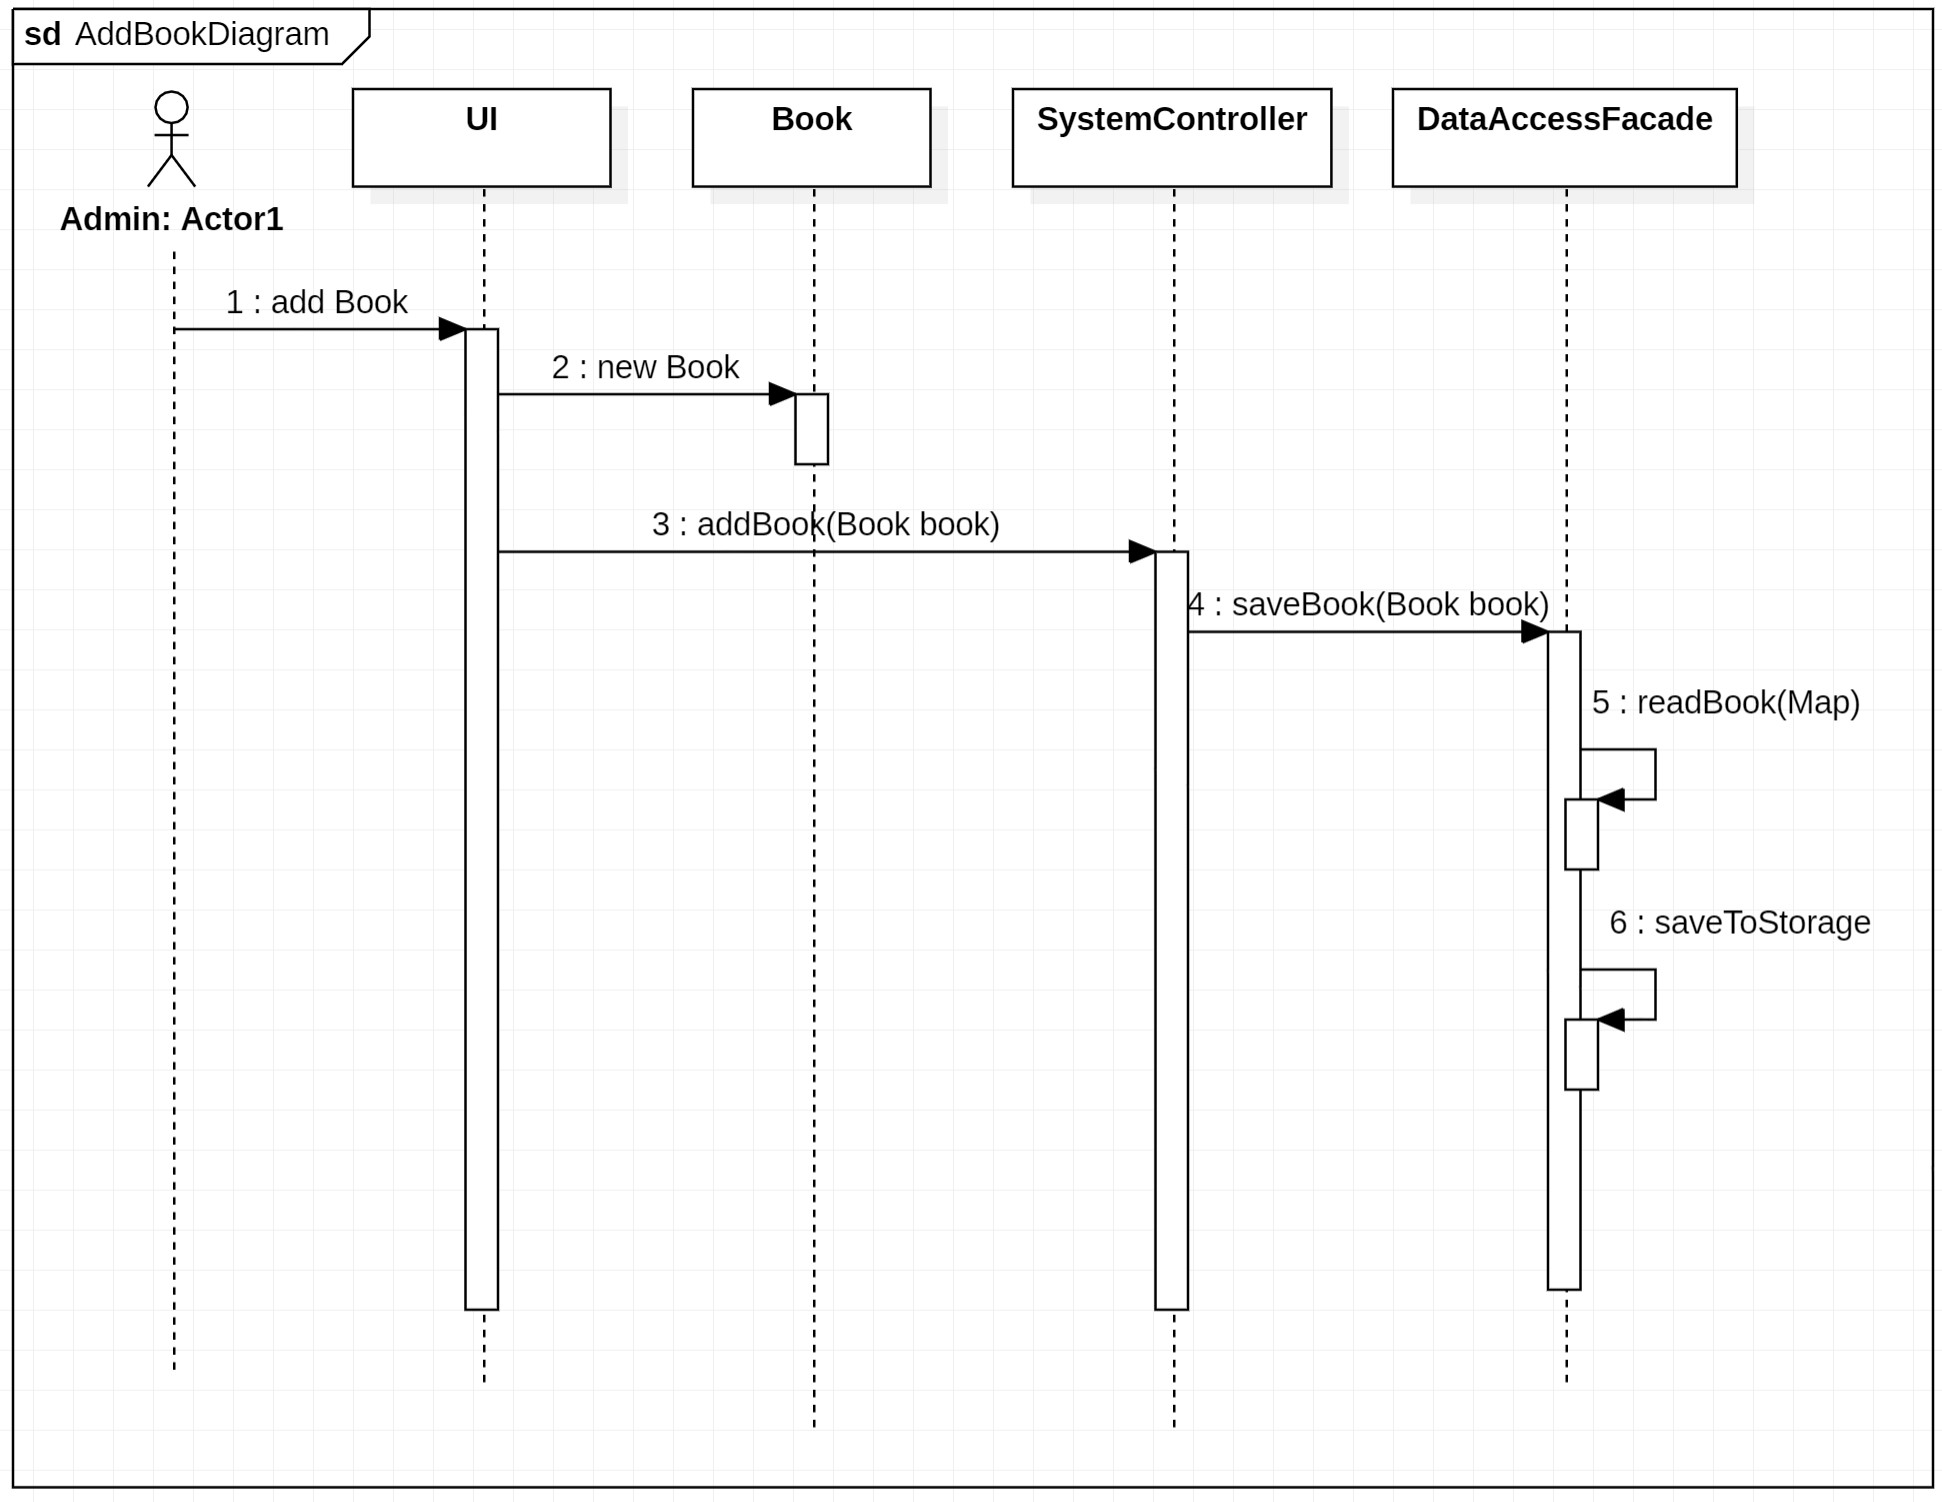 sd AddBookDiagram
UI
Book
SystemController
DataAccessFacade
Admin: Actor1
1 : add Book
2 : new Book
3 : addBook(Book book)
4 : saveBook(Book book)
5 : readBook(Map)
6 : saveToStorage